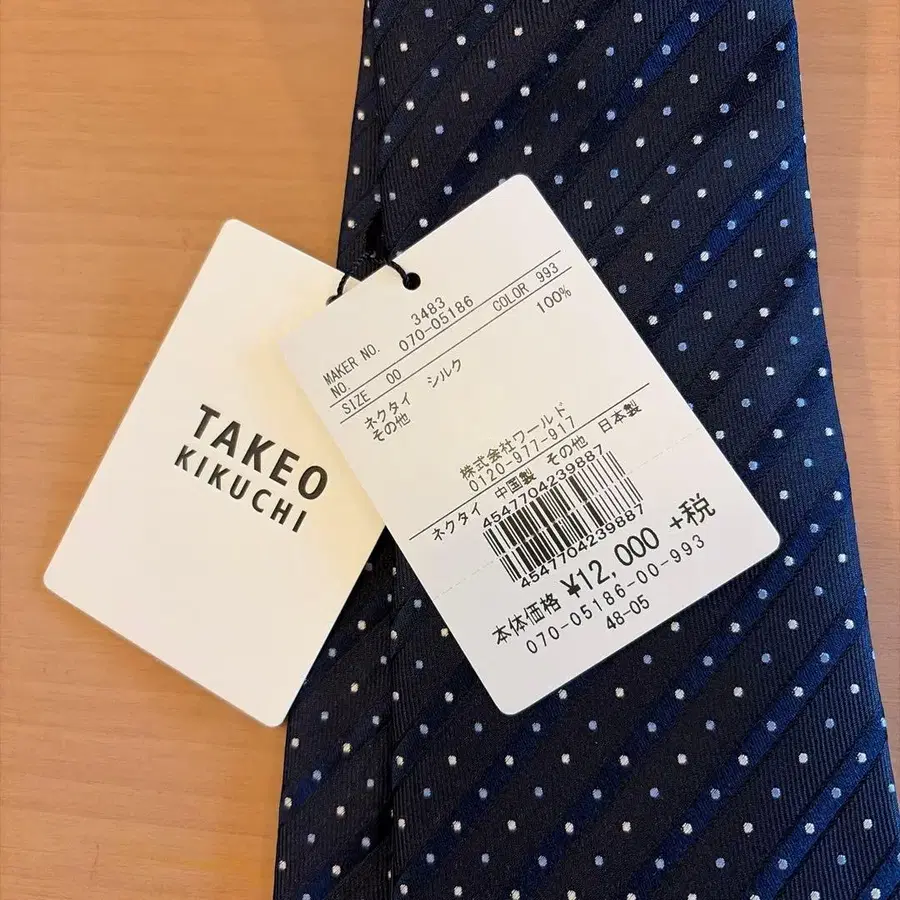 TAKEO
KIKUCHI
MAKER NO. 3483
NO. 070-05186 COLOR 993
SIZE 00
ネクタイ シルク 100%
その他
株式会社ワールド
0120-977-917
ネクタイ 中国製 その他 日本製
4547704239887
4547704239887
本体価格 ¥12,000 +税
070-05186-00-993
48-05